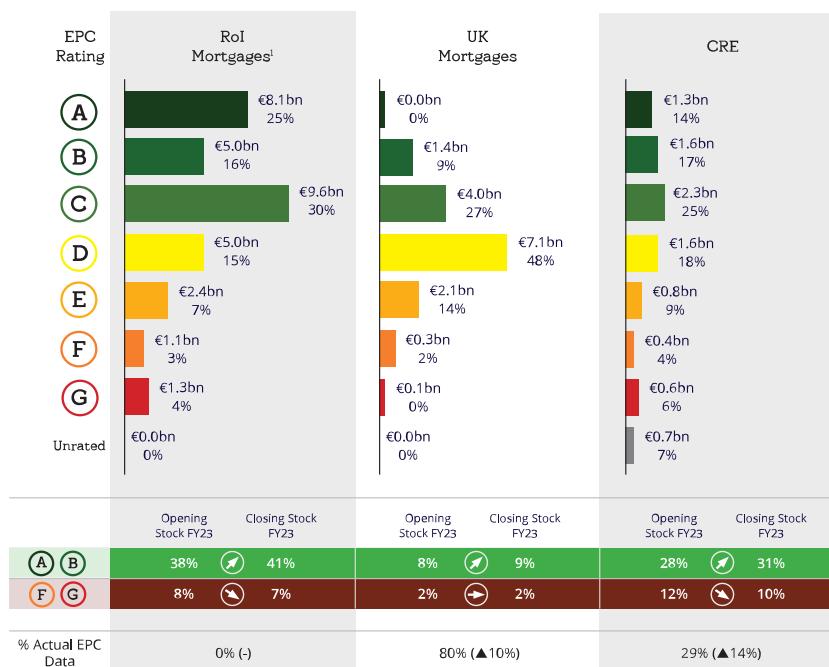 EPC
Rating
RoI
Mortgages¹
UK
Mortgages
CRE
A
€8.1bn
25%
€0.0bn
0%
€1.3bn
14%
B
€5.0bn
16%
€1.4bn
9%
€1.6bn
17%
C
€9.6bn
30%
€4.0bn
27%
€2.3bn
25%
D
€5.0bn
15%
€7.1bn
48%
€1.6bn
18%
E
€2.4bn
7%
€2.1bn
14%
€0.8bn
9%
F
€1.1bn
3%
€0.3bn
2%
€0.4bn
4%
G
€1.3bn
4%
€0.1bn
0%
€0.6bn
6%
Unrated
€0.0bn
0%
€0.0bn
0%
€0.7bn
7%
Opening
Stock FY23
Closing Stock
FY23
Opening
Stock FY23
Closing Stock
FY23
Opening
Stock FY23
Closing Stock
FY23
A B 38% 41% 8% 9% 28% 31%
F G 8% 7% 2% 2% 12% 10%
% Actual EPC
Data
0% (-)
80% (▲10%)
29% (▲14%)